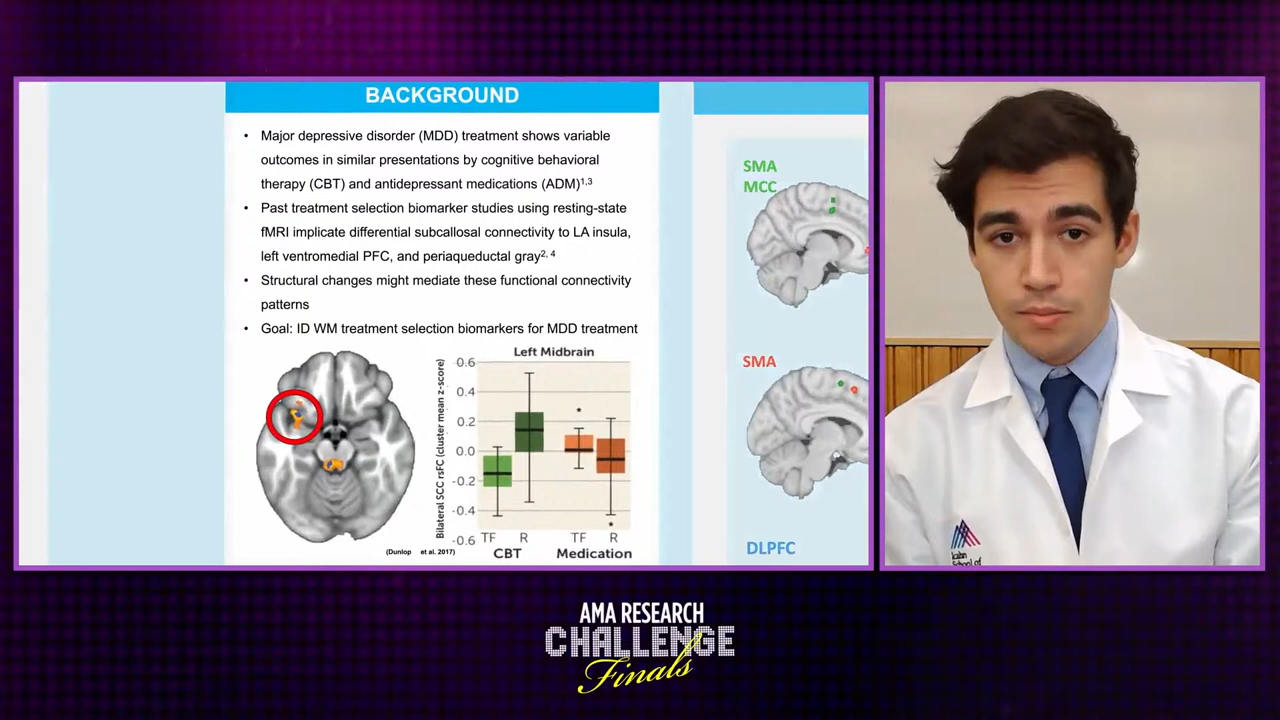 BACKGROUND
• Major depressive disorder (MDD) treatment shows variable
outcomes in similar presentations by cognitive behavioral
therapy (CBT) and antidepressant medications (ADM)1,3
• Past treatment selection biomarker studies using resting-state
fMRI implicate differential subcallosal connectivity to LA insula,
left ventromedial PFC, and periaqueductal gray2, 4
• Structural changes might mediate these functional connectivity
patterns
• Goal: ID WM treatment selection biomarkers for MDD treatment
Left Midbrain
Bilateral SCC rsFC (cluster mean z-score)
0.6
0.4
0.2
0.0
-0.2
-0.4
-0.6
TF R TF R
CBT Medication
(Dunlop et al. 2017)
SMA
MCC
SMA
DLPFC
Icahn
School of
AMA RESEARCH
CHALLENGE
Finals